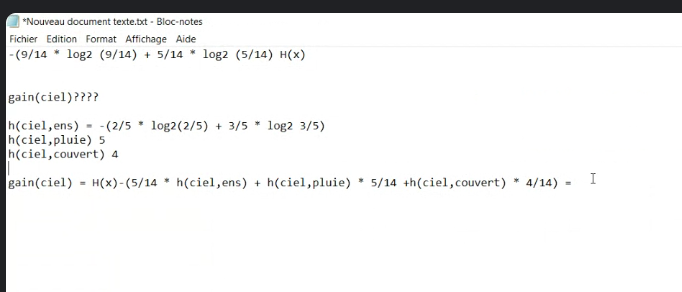 *Nouveau document texte.txt - Bloc-notes
Fichier Edition Format Affichage Aide
-(9/14 * log2 (9/14) + 5/14 * log2 (5/14) H(x)
gain(ciel)????
h(ciel,ens) = -(2/5 * log2(2/5) + 3/5 * log2 3/5)
h(ciel,pluie) 5
h(ciel,couvert) 4
gain(ciel) = H(x)-(5/14 * h(ciel,ens) + h(ciel,pluie) * 5/14 +h(ciel,couvert) * 4/14) =